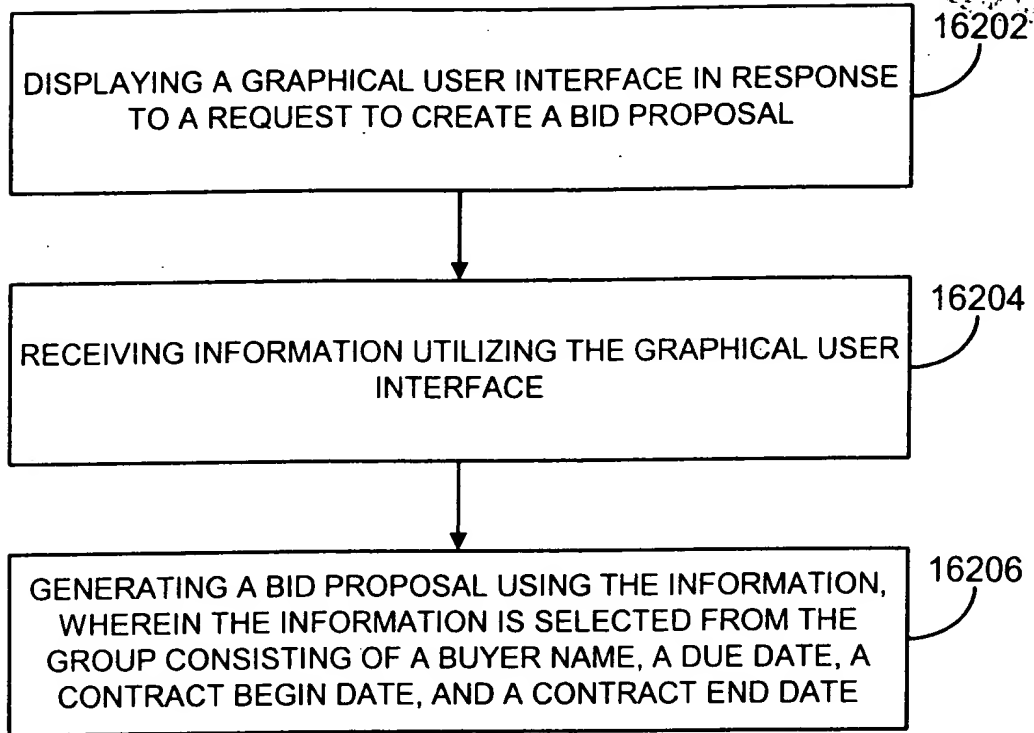 16202
DISPLAYING A GRAPHICAL USER INTERFACE IN RESPONSE
TO A REQUEST TO CREATE A BID PROPOSAL
16204
RECEIVING INFORMATION UTILIZING THE GRAPHICAL USER
INTERFACE
16206
GENERATING A BID PROPOSAL USING THE INFORMATION,
WHEREIN THE INFORMATION IS SELECTED FROM THE
GROUP CONSISTING OF A BUYER NAME, A DUE DATE, A
CONTRACT BEGIN DATE, AND A CONTRACT END DATE